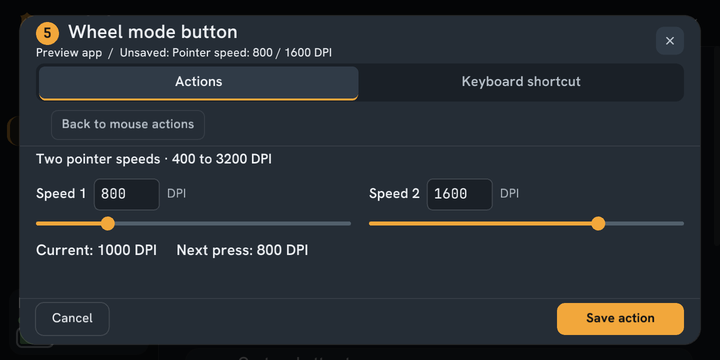 5 Wheel mode button
Preview app / Unsaved: Pointer speed: 800 / 1600 DPI
Actions Keyboard shortcut
Back to mouse actions
Two pointer speeds · 400 to 3200 DPI
Speed 1 800 DPI Speed 2 1600 DPI
Current: 1000 DPI Next press: 800 DPI
Cancel Save action